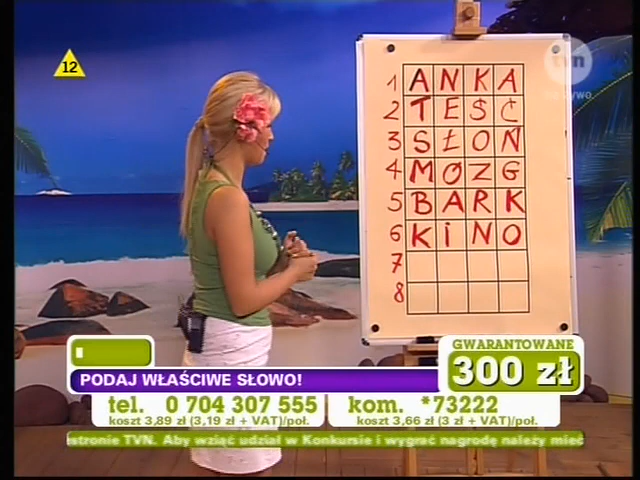 12
tvn
na żywo
1 ANKA
2 TEŚĆ
3 SŁOŃ
4 MÓZG
5 BARK
6 KINO
7
8
GWARANTOWANE
300 zł
PODAJ WŁAŚCIWE SŁOWO!
tel. 0 704 307 555
koszt 3,89 zł (3,19 zł + VAT)/poł.
kom. *73222
koszt 3,66 zł (3 zł + VAT)/poł.
stronie TVN. Aby wziąć udział w Konkursie i wygrać nagrodę należy mieć